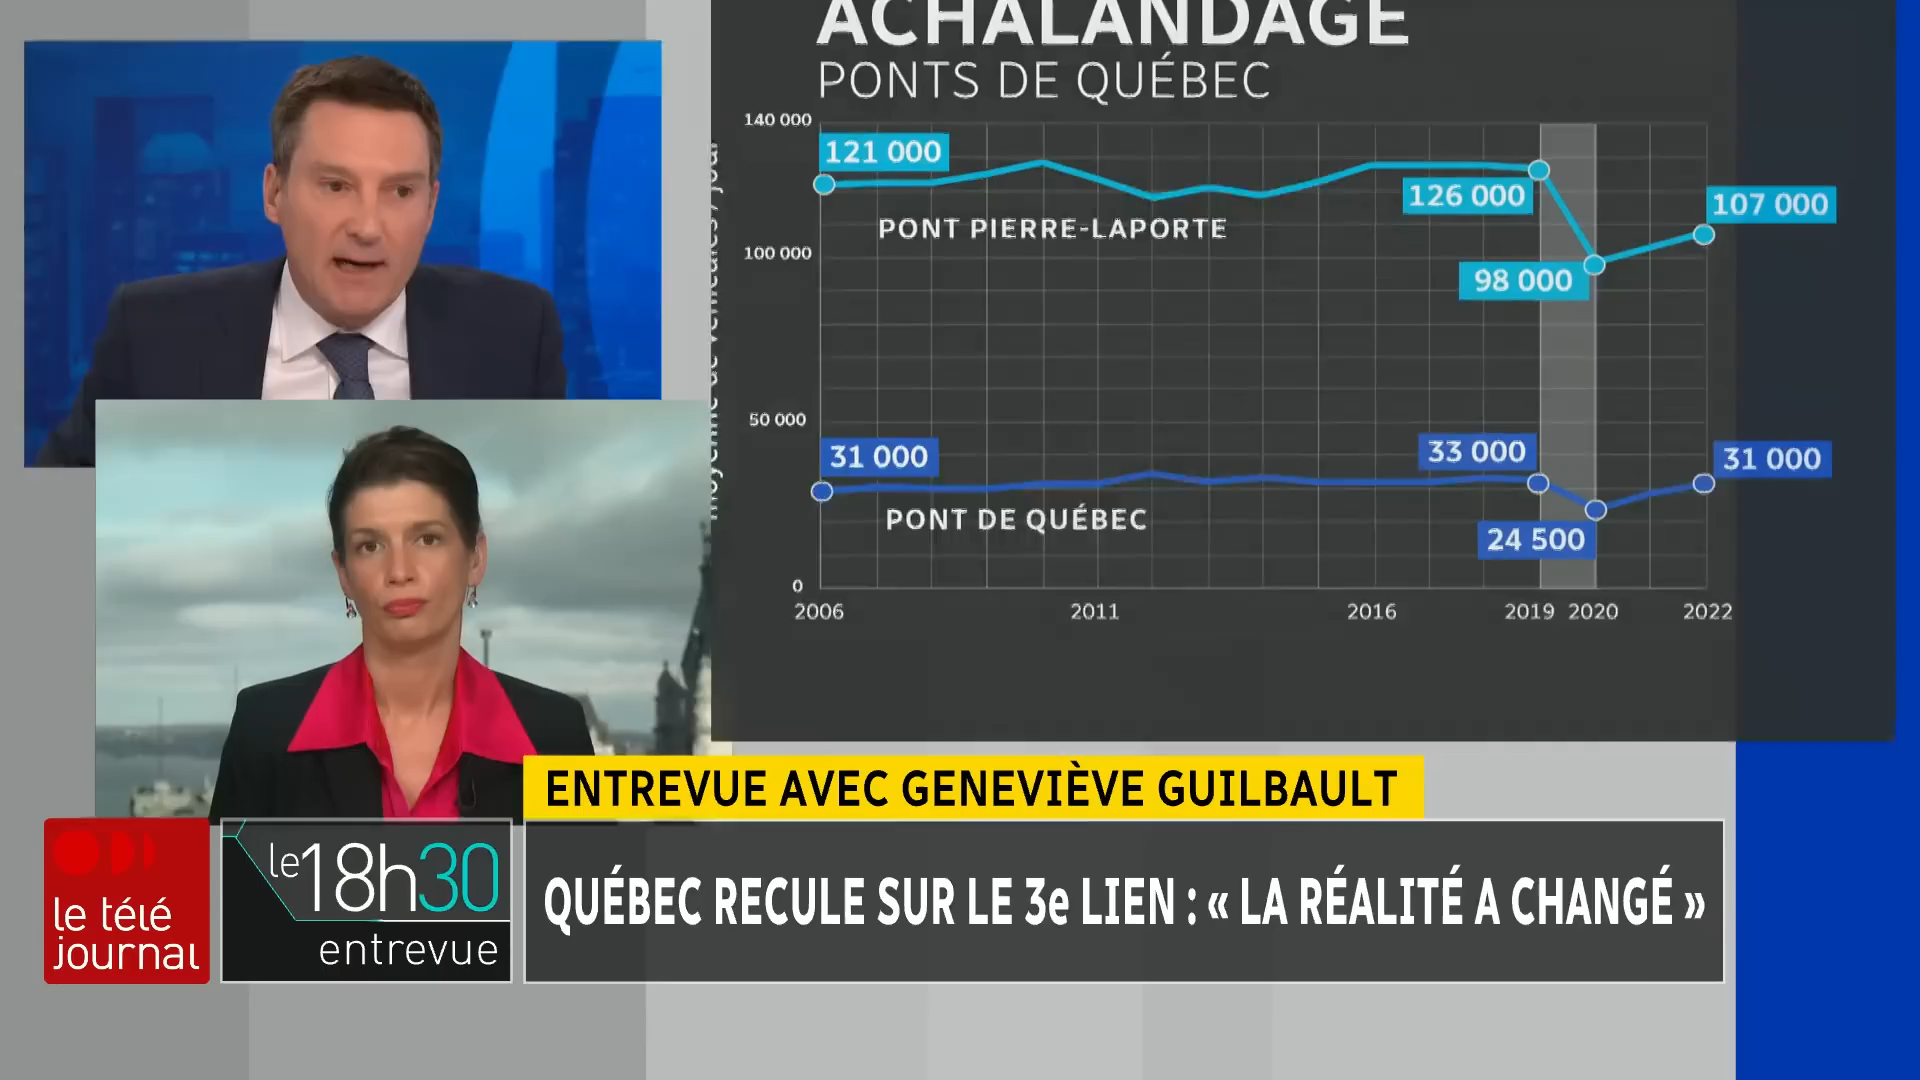 ACHALANDAGE
PONTS DE QUÉBEC
140 000
121 000
126 000
107 000
PONT PIERRE-LAPORTE
100 000
98 000
50 000
31 000
33 000
31 000
PONT DE QUÉBEC
24 500
0
2006 2011 2016 2019 2020 2022
ENTREVUE AVEC GENEVIÈVE GUILBAULT
QUÉBEC RECULE SUR LE 3e LIEN : « LA RÉALITÉ A CHANGÉ »
le télé
journal
le 18h30
entrevue